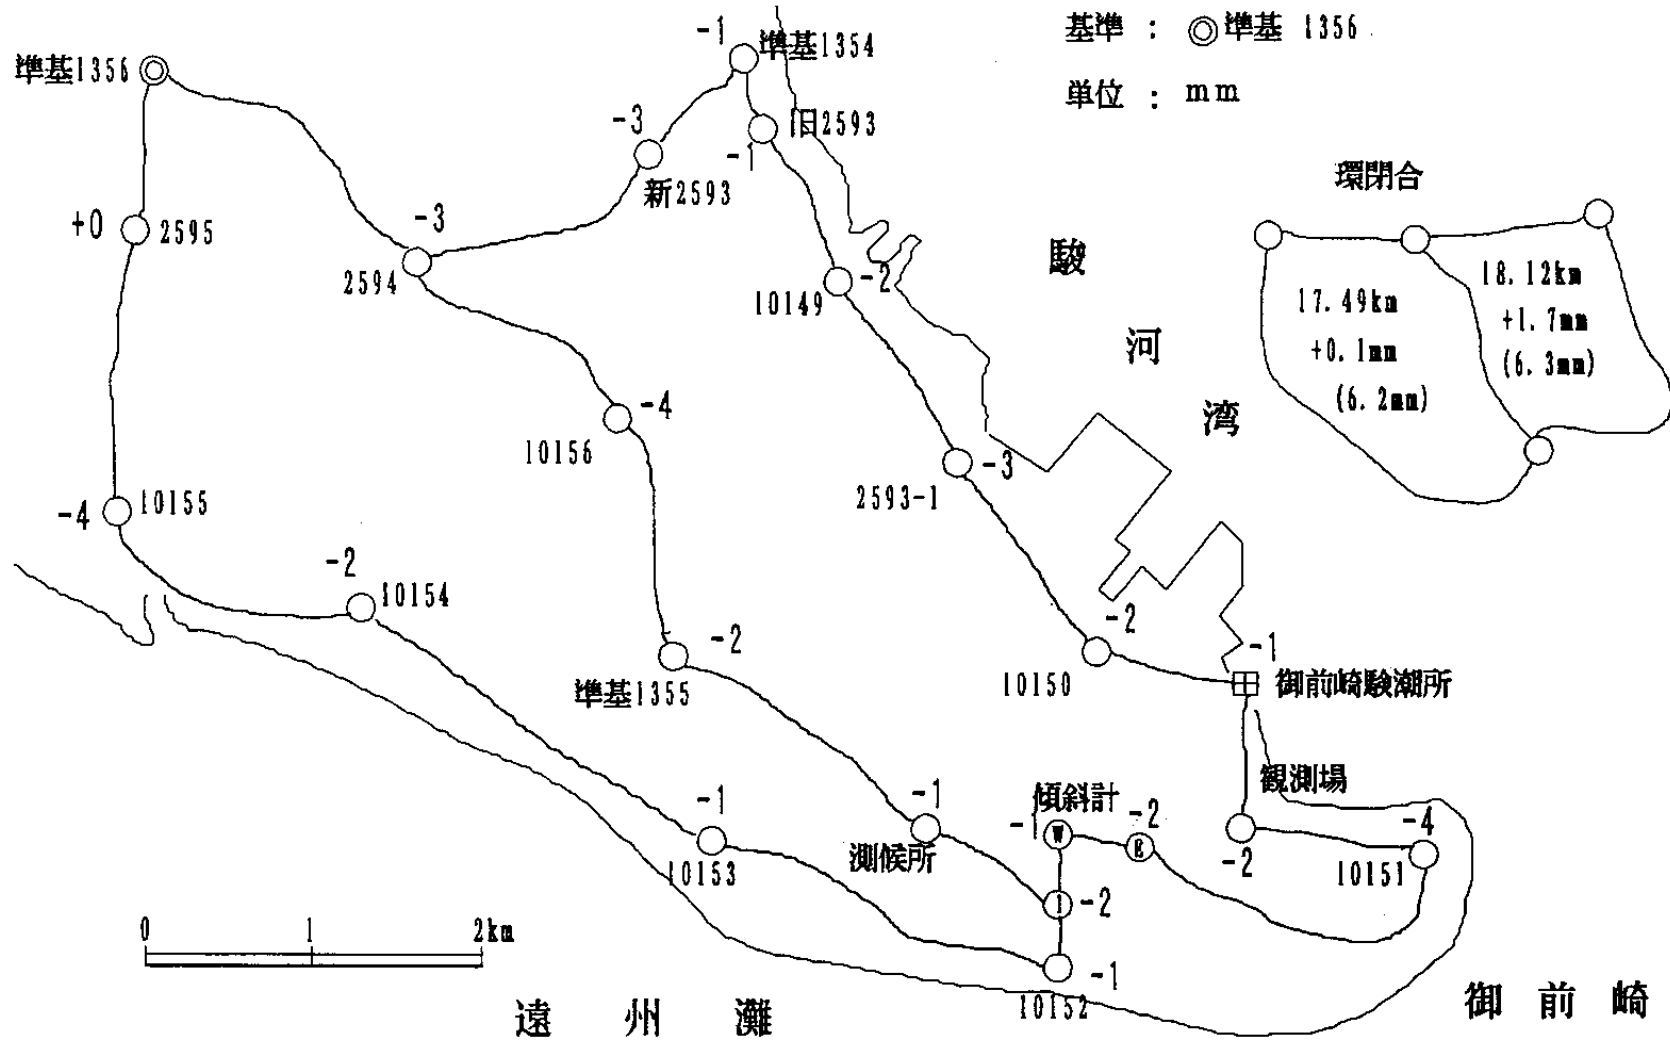 基準 : ◎準基 1356
単位 : mm
準基1356
-1
準基1354
-3
新2593
旧2593
-1
+0
2595
-3
2594
-2
10149
環閉合
17.49km
+0.1mm
(6.2mm)
18.12km
+1.7mm
(6.3mm)
駿
河
湾
-4
10156
-3
2593-1
-4
10155
-2
10154
-2
準基1355
-2
10150
-1
御前崎験潮所
観測場
-2
-4
10151
-1
10153
-1
測候所
傾斜計
-1
W
-2
E
I
-2
-1
10152
0
1
2km
遠州灘
御前崎